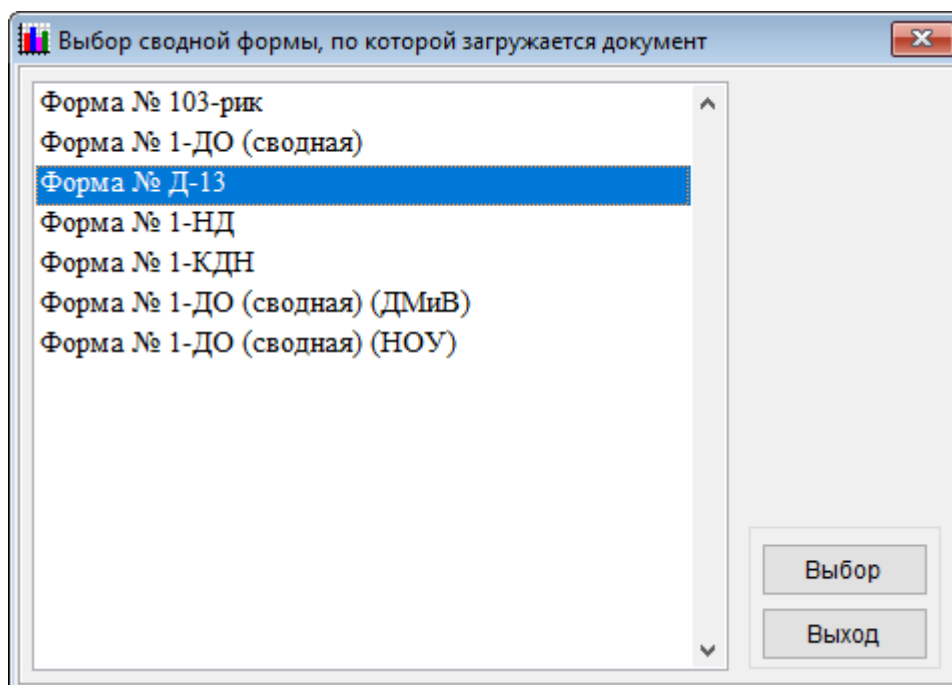 Выбор сводной формы, по которой загружается документ
Форма № 103-рик
Форма № 1-ДО (сводная)
Форма № Д-13
Форма № 1-НД
Форма № 1-КДН
Форма № 1-ДО (сводная) (ДМиВ)
Форма № 1-ДО (сводная) (НОУ)
Выбор
Выход